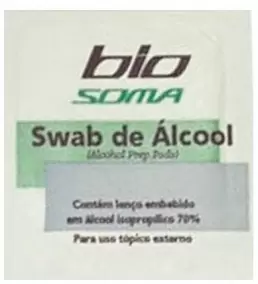 bio
SOMA
Swab de Álcool
(Alcohol Prep Pads)
Contém lenço embebido
em Álcool isopropílico 70%
Para uso tópico externo